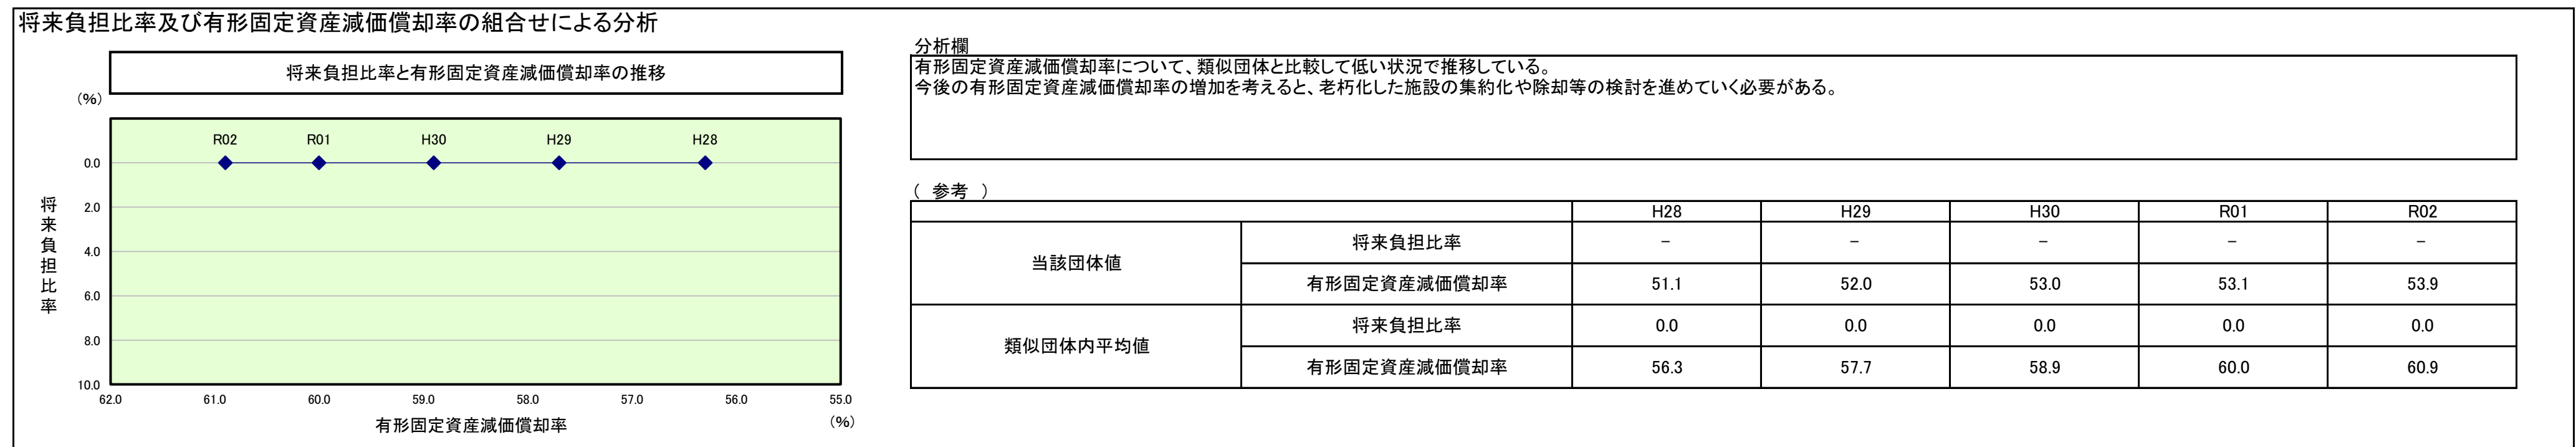 将来負担比率及び有形固定資産減価償却率の組合せによる分析
将来負担比率と有形固定資産減価償却率の推移
(%)
R02 R01 H30 H29 H28
0.0
2.0
4.0
6.0
8.0
10.0
将来負担比率
62.0 61.0 60.0 59.0 58.0 57.0 56.0 55.0
有形固定資産減価償却率
(%)
分析欄
有形固定資産減価償却率について、類似団体と比較して低い状況で推移している。
今後の有形固定資産減価償却率の増加を考えると、老朽化した施設の集約化や除却等の検討を進めていく必要がある。
( 参考 )
H28 H29 H30 R01 R02
当該団体値
将来負担比率 － － － － －
有形固定資産減価償却率 51.1 52.0 53.0 53.1 53.9
類似団体内平均値
将来負担比率 0.0 0.0 0.0 0.0 0.0
有形固定資産減価償却率 56.3 57.7 58.9 60.0 60.9